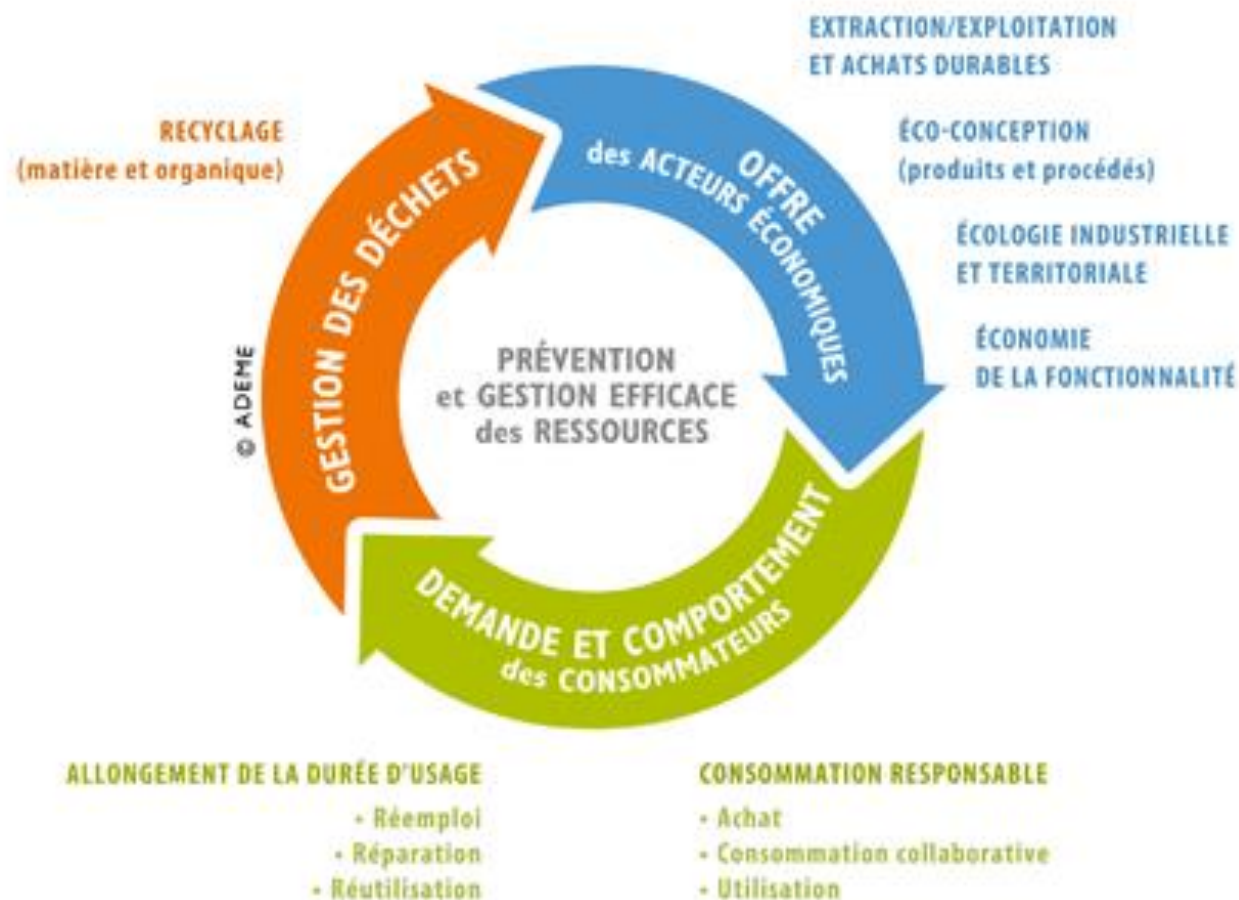 EXTRACTION/EXPLOITATION
ET ACHATS DURABLES
RECYCLAGE
(matière et organique)
ÉCO-CONCEPTION
(produits et procédés)
ÉCOLOGIE INDUSTRIELLE
ET TERRITORIALE
ÉCONOMIE
DE LA FONCTIONNALITÉ
OFFRE
des ACTEURS ÉCONOMIQUES
GESTION DES DÉCHETS
PRÉVENTION
et GESTION EFFICACE
des RESSOURCES
© ADEME
DEMANDE ET COMPORTEMENT
des CONSOMMATEURS
ALLONGEMENT DE LA DURÉE D'USAGE
• Réemploi
• Réparation
• Réutilisation
CONSOMMATION RESPONSABLE
• Achat
• Consommation collaborative
• Utilisation